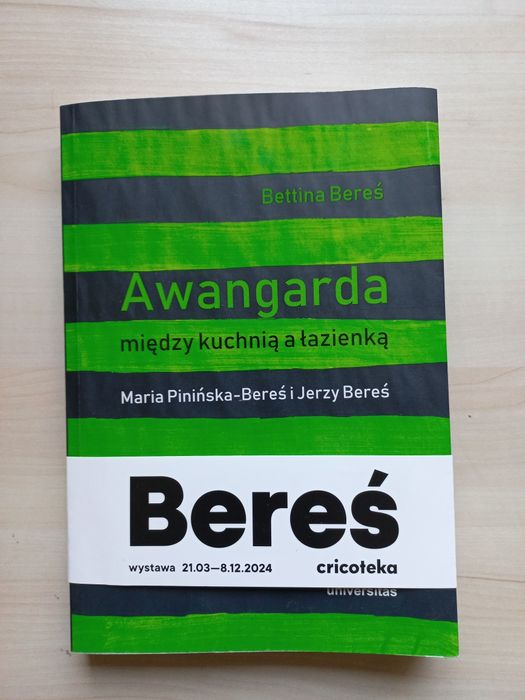 Bettina Bereś
Awangarda
między kuchnią a łazienką
Maria Pinińska-Bereś i Jerzy Bereś
Bereś
wystawa 21.03—8.12.2024 cricoteka
universitas